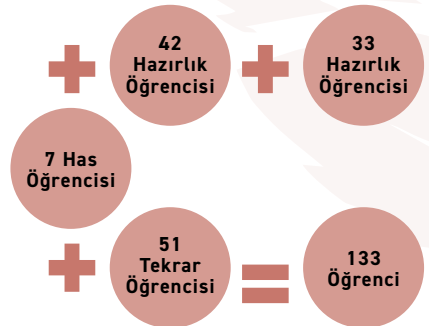 +
42
Hazırlık
Öğrencisi
+
33
Hazırlık
Öğrencisi
7 Has
Öğrencisi
+
51
Tekrar
Öğrencisi
=
133
Öğrenci